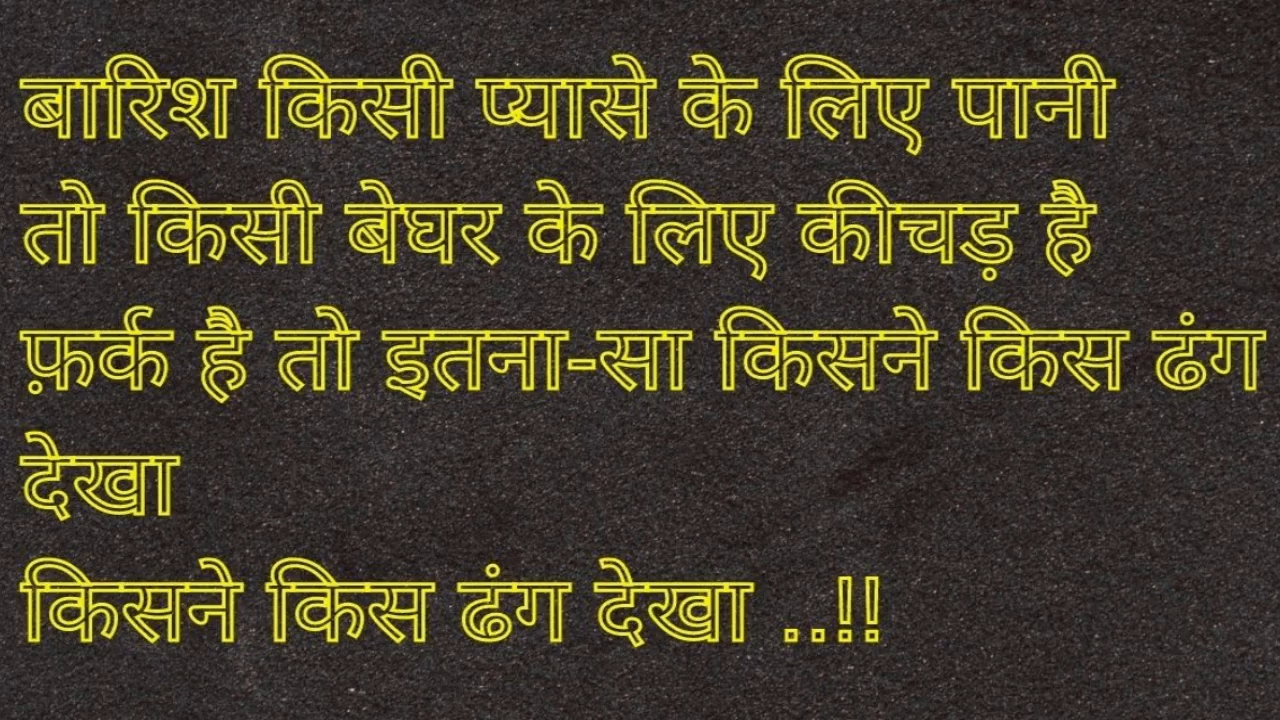 बारिश किसी प्यासे के लिए पानी
तो किसी बेघर के लिए कीचड़ है
फ़र्क है तो इतना-सा किसने किस ढंग
देखा
किसने किस ढंग देखा ..!!